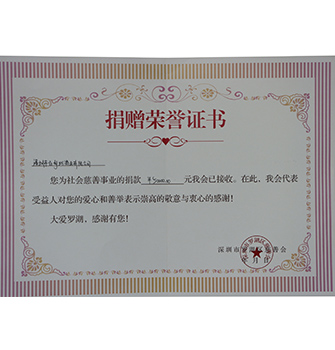 捐赠荣誉证书
您为社会慈善事业的捐款 元我会已接收。在此，我会代表
受益人对您的爱心和善举表示崇高的敬意与衷心的感谢！
大爱罗湖，感谢有您！
深圳市 善会